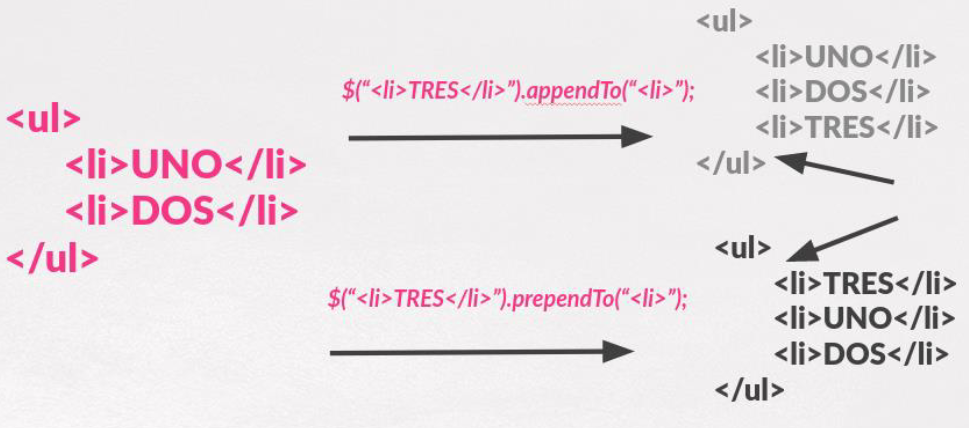 <ul>
<li>UNO</li>
<li>DOS</li>
</ul>
$(“<li>TRES</li>”).appendTo(“<li>”);
<ul>
<li>UNO</li>
<li>DOS</li>
<li>TRES</li>
</ul>
$(“<li>TRES</li>”).prependTo(“<li>”);
<ul>
<li>TRES</li>
<li>UNO</li>
<li>DOS</li>
</ul>